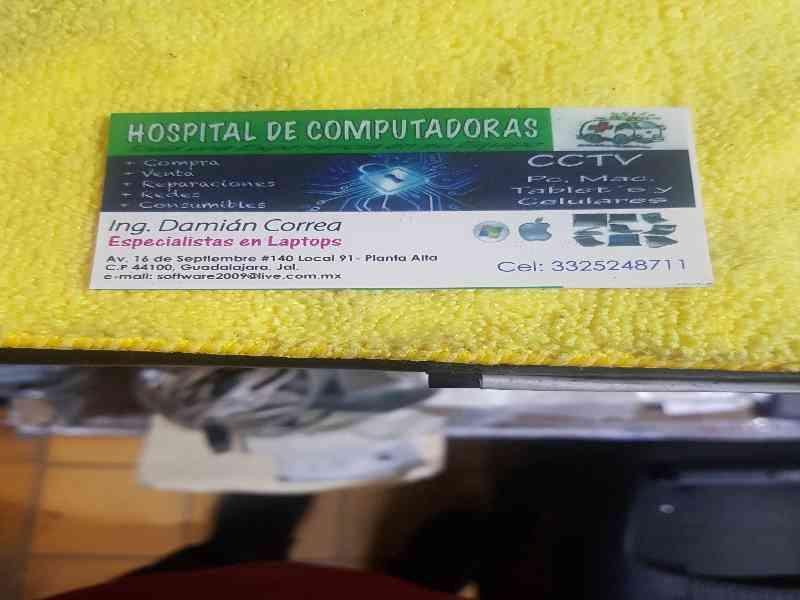 HOSPITAL DE COMPUTADORAS
+ Compra
+ Venta
+ Reparaciones
+ Redes
+ Consumibles
CCTV
Pc, Mac,
Tablet´s y
Celulares
Ing. Damián Correa
Especialistas en Laptops
Av. 16 de Septiembre #140 Local 91- Planta Alta
C.P 44100, Guadalajara, Jal.
e-mail: software2009@live.com.mx
Cel: 3325248711